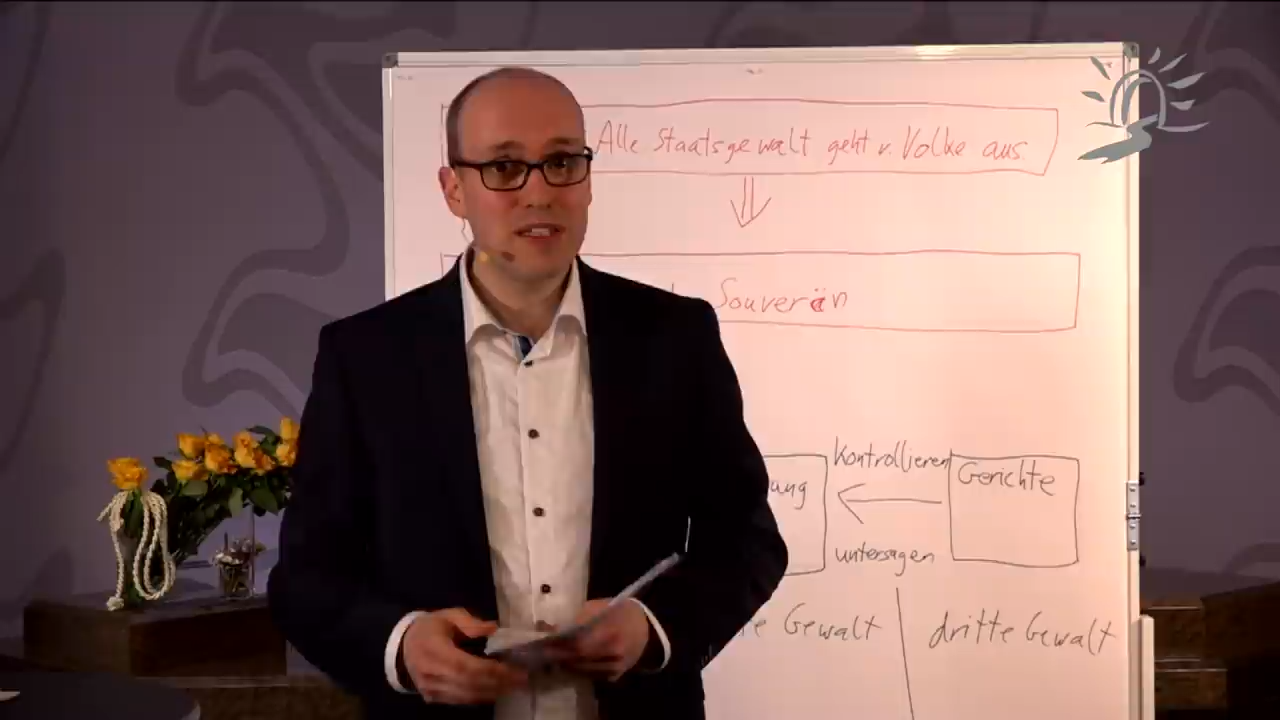 Alle Staatsgewalt geht v. Volke aus
Souverän
Kontrollieren
ung
Gerichte
untersagen
Gewalt
dritte Gewalt